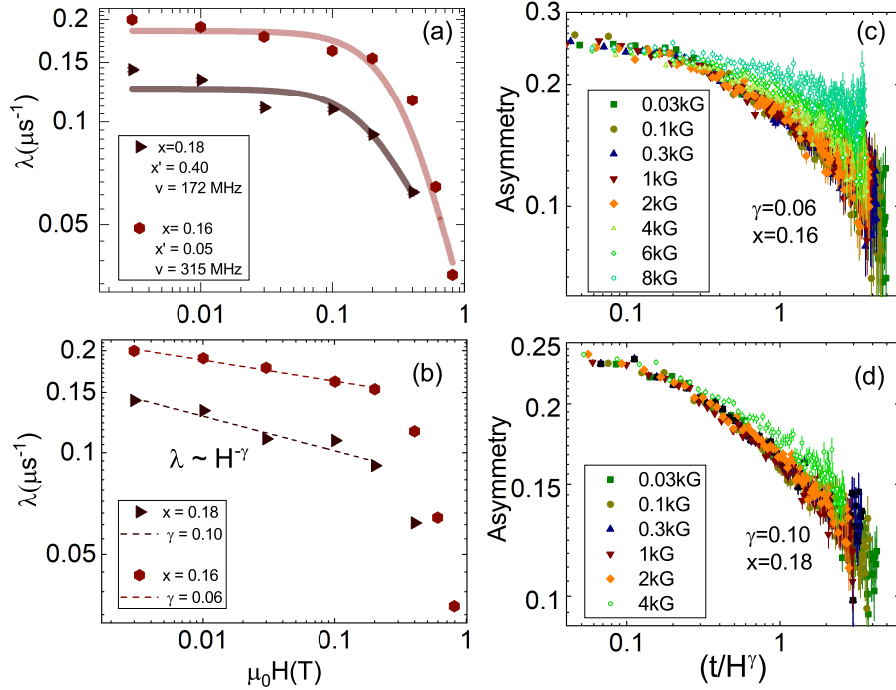 (a)
0.2
0.15
0.1
0.05
λ(μs⁻¹)
x=0.18
x' = 0.40
ν = 172 MHz
x= 0.16
x' = 0.05
ν = 315 MHz
0.01
0.1
1
(b)
0.2
0.15
0.1
0.05
λ(μs⁻¹)
λ ~ H^-γ
x = 0.18
γ = 0.10
x = 0.16
γ = 0.06
0.01
0.1
1
μ₀H(T)
(c)
0.3
0.2
0.1
Asymmetry
0.03kG
0.1kG
0.3kG
1kG
2kG
4kG
6kG
8kG
γ=0.06
x=0.16
0.1
1
(d)
0.25
0.2
0.15
0.1
Asymmetry
0.03kG
0.1kG
0.3kG
1kG
2kG
4kG
γ=0.10
x=0.18
0.1
1
(t/H^γ)